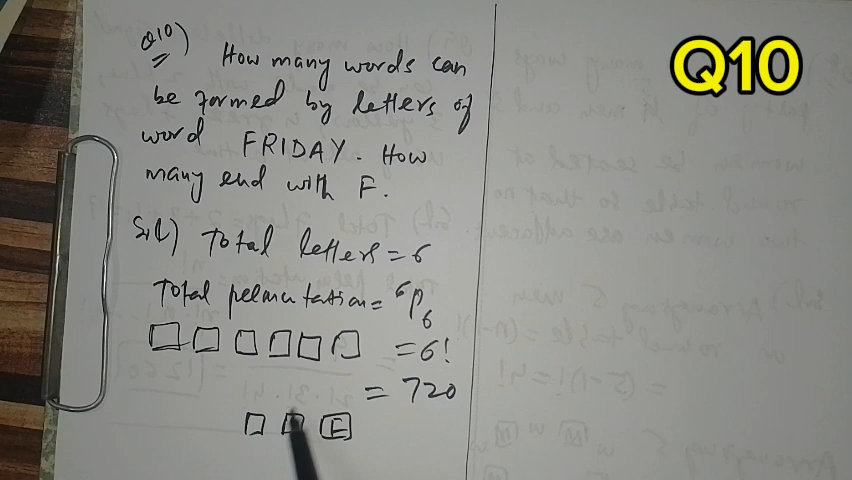 Q10
Q10) How many words can
be formed by letters of
word FRIDAY. How
many end with F.
Sol) Total letters = 6
Total permutation = ⁶P₆
= 6!
= 720
F